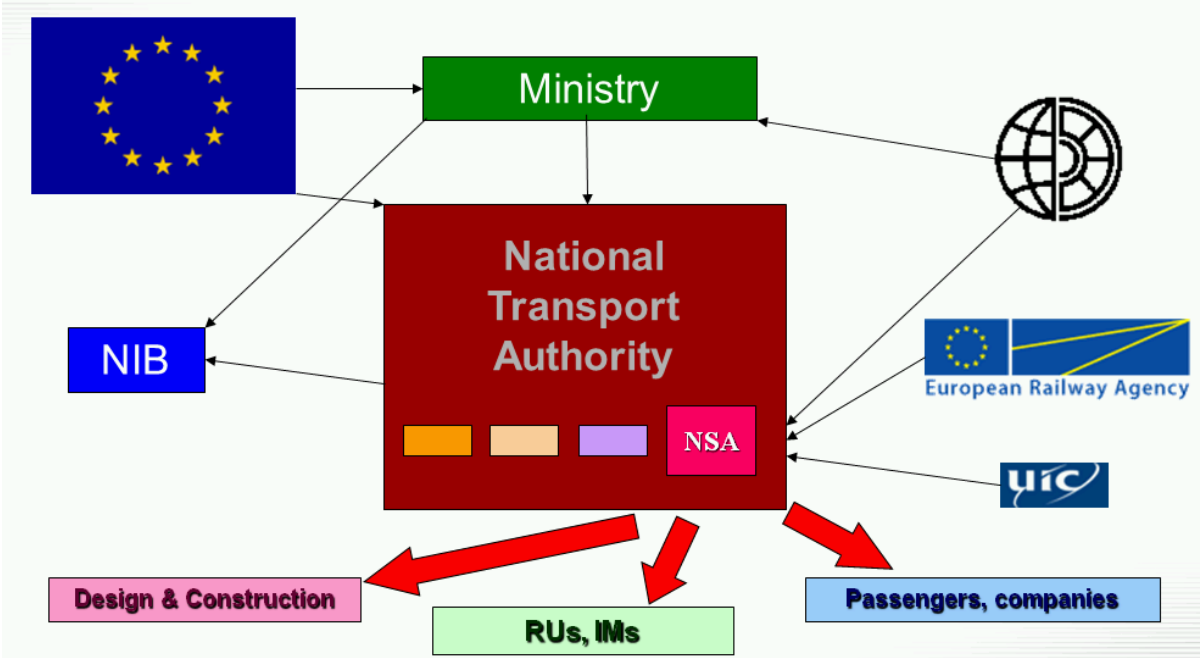 Ministry
National
Transport
Authority
NIB
European Railway Agency
NSA
uic
Design & Construction
RUs, IMs
Passengers, companies